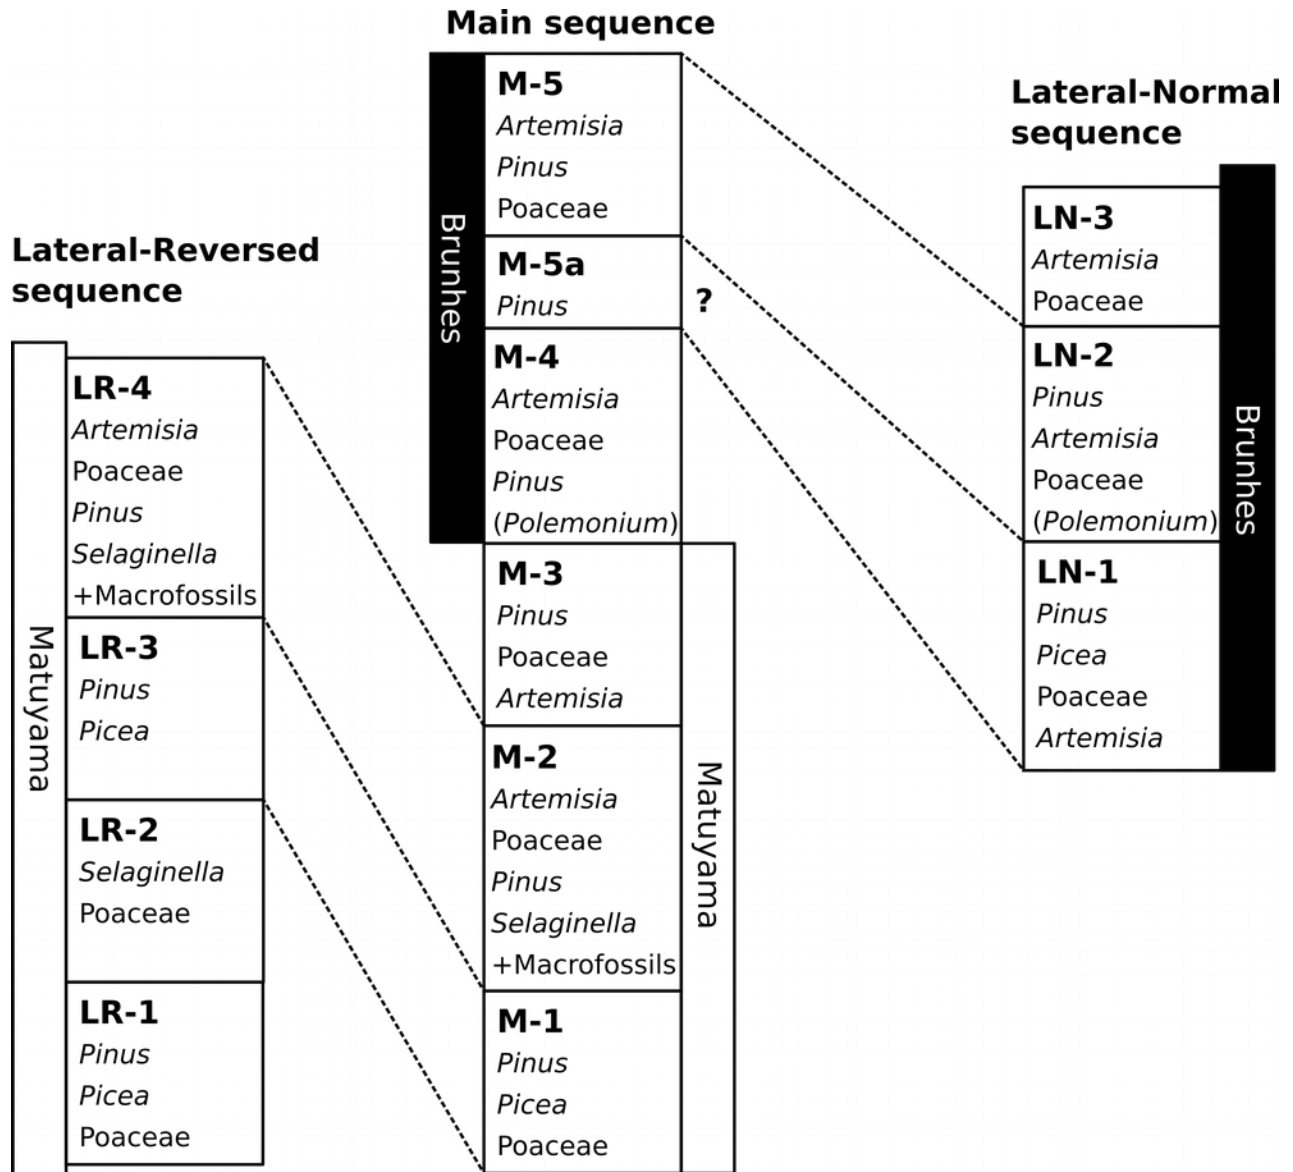 Main sequence
Lateral-Normal
sequence
Lateral-Reversed
sequence
Matuyama
LR-4
Artemisia
Poaceae
Pinus
Selaginella
+Macrofossils
LR-3
Pinus
Picea
LR-2
Selaginella
Poaceae
LR-1
Pinus
Picea
Poaceae
Brunhes
M-5
Artemisia
Pinus
Poaceae
M-5a
Pinus
?
M-4
Artemisia
Poaceae
Pinus
(Polemonium)
M-3
Pinus
Poaceae
Artemisia
M-2
Artemisia
Poaceae
Pinus
Selaginella
+Macrofossils
M-1
Pinus
Picea
Poaceae
Matuyama
LN-3
Artemisia
Poaceae
LN-2
Pinus
Artemisia
Poaceae
(Polemonium)
LN-1
Pinus
Picea
Poaceae
Artemisia
Brunhes